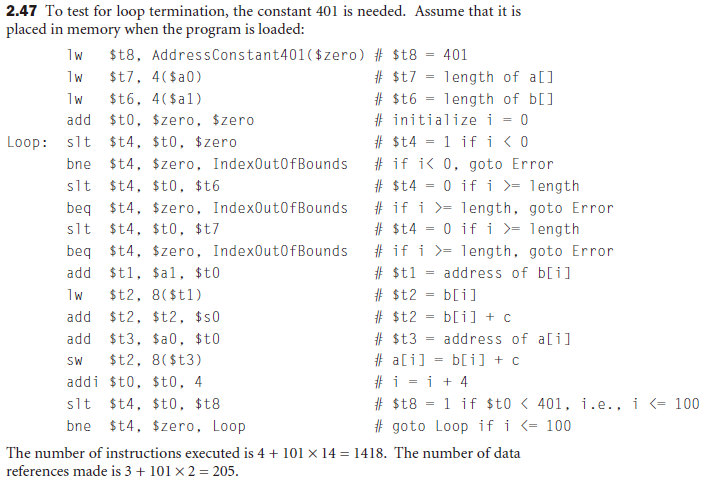 2.47 To test for loop termination, the constant 401 is needed. Assume that it is
placed in memory when the program is loaded:
lw $t8, AddressConstant401($zero) # $t8 = 401
lw $t7, 4($a0) # $t7 = length of a[]
lw $t6, 4($a1) # $t6 = length of b[]
add $t0, $zero, $zero # initialize i = 0
Loop: slt $t4, $t0, $zero # $t4 = 1 if i < 0
bne $t4, $zero, IndexOutOfBounds # if i< 0, goto Error
slt $t4, $t0, $t6 # $t4 = 0 if i >= length
beq $t4, $zero, IndexOutOfBounds # if i >= length, goto Error
slt $t4, $t0, $t7 # $t4 = 0 if i >= length
beq $t4, $zero, IndexOutOfBounds # if i >= length, goto Error
add $t1, $a1, $t0 # $t1 = address of b[i]
lw $t2, 8($t1) # $t2 = b[i]
add $t2, $t2, $s0 # $t2 = b[i] + c
add $t3, $a0, $t0 # $t3 = address of a[i]
sw $t2, 8($t3) # a[i] = b[i] + c
addi $t0, $t0, 4 # i = i + 4
slt $t4, $t0, $t8 # $t8 = 1 if $t0 < 401, i.e., i <= 100
bne $t4, $zero, Loop # goto Loop if i <= 100
The number of instructions executed is 4 + 101 × 14 = 1418. The number of data
references made is 3 + 101 × 2 = 205.